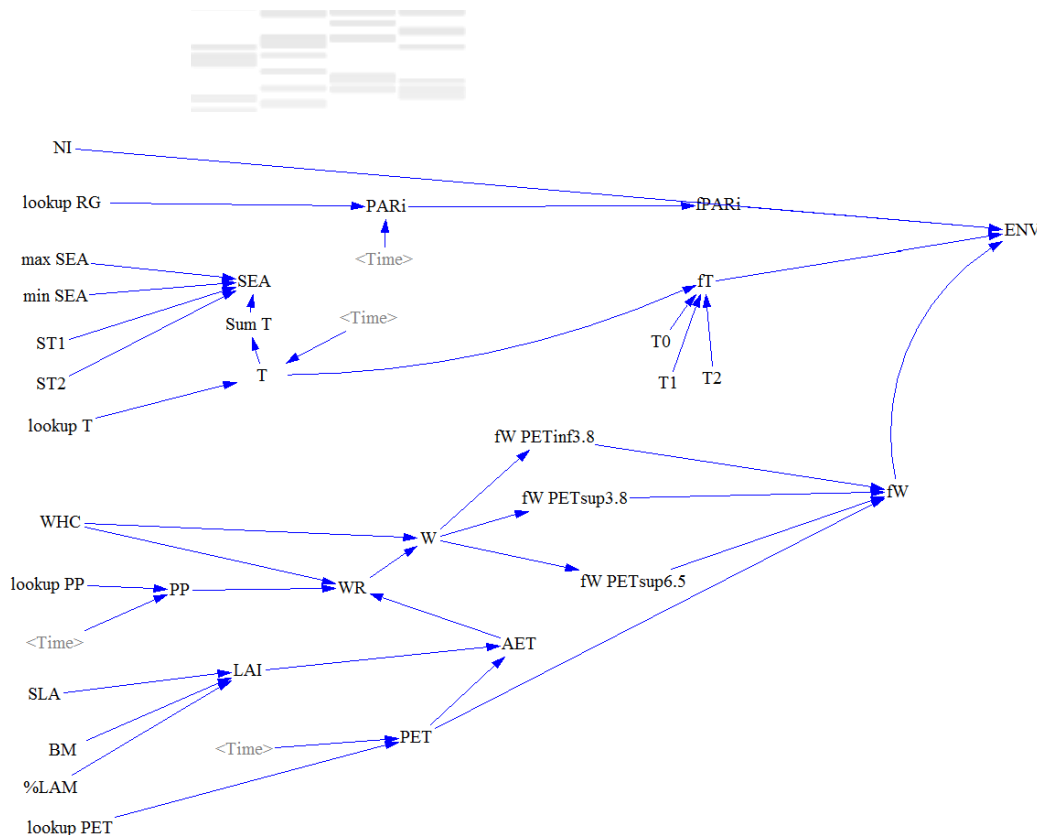 NI
lookup RG
PARi
fPARi
ENV
<Time>
max SEA
SEA
fT
min SEA
Sum T
<Time>
ST1
T0
ST2
T
T1
T2
lookup T
fW PETinf3.8
fW PETsup3.8
fW
WHC
W
fW PETsup6.5
lookup PP
PP
WR
<Time>
AET
LAI
SLA
PET
BM
<Time>
%LAM
lookup PET